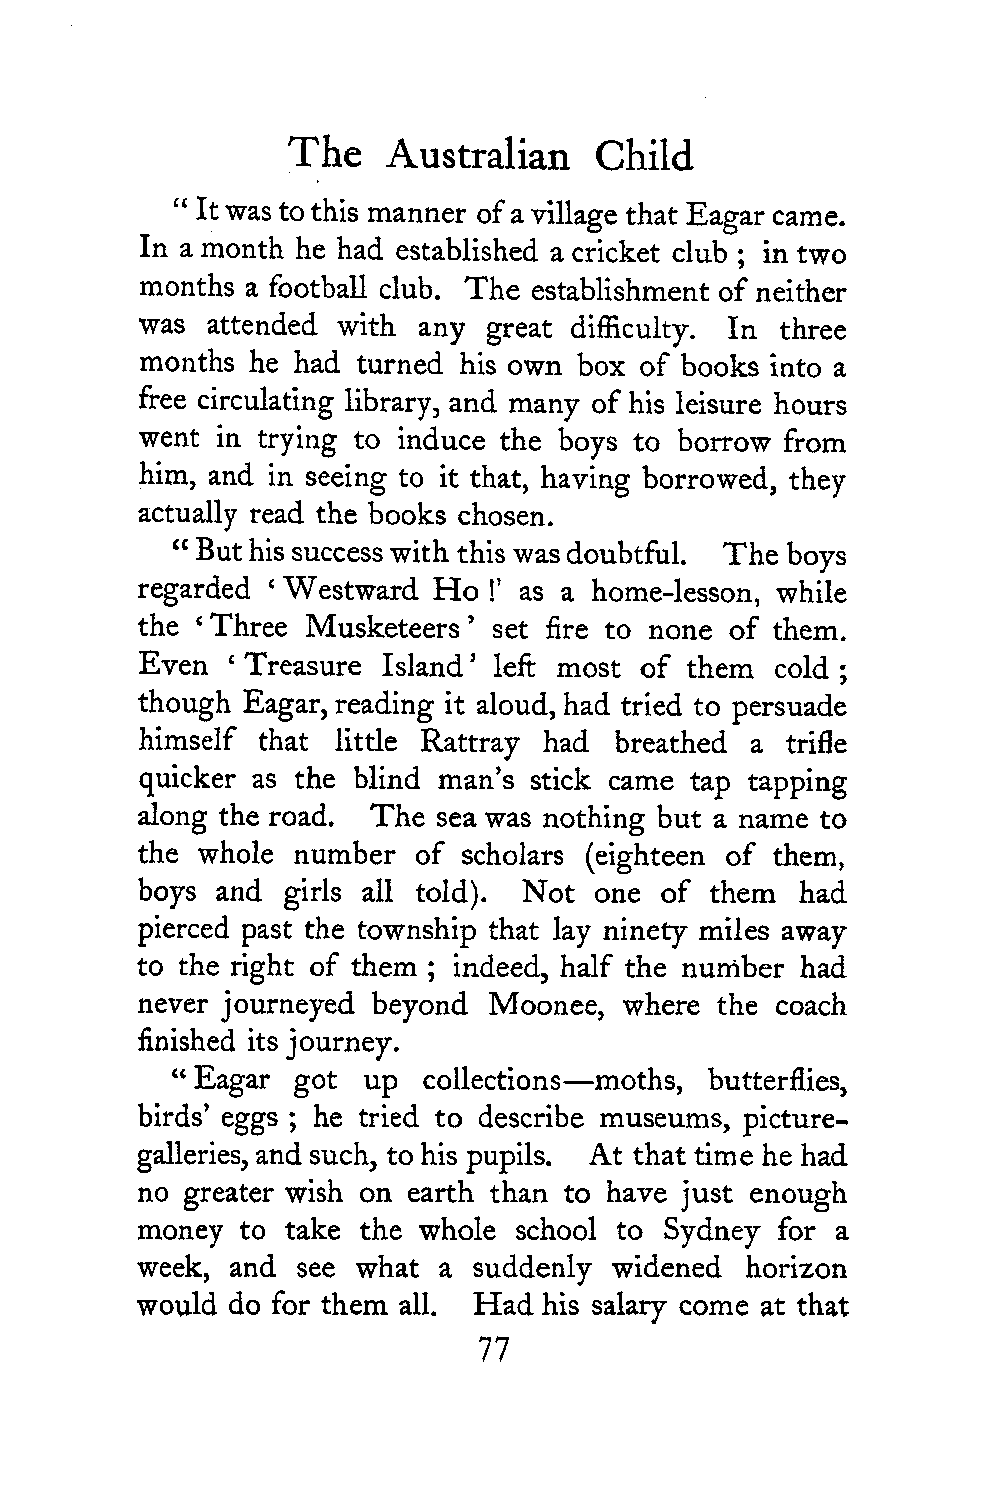 The Australian Child
“ It was to this manner of a village that Eagar came.
In a month he had established a cricket club ; in two
months a football club. The establishment of neither
was attended with any great difficulty. In three
months he had turned his own box of books into a
free circulating library, and many of his leisure hours
went in trying to induce the boys to borrow from
him, and in seeing to it that, having borrowed, they
actually read the books chosen.
“ But his success with this was doubtful. The boys
regarded ‘ Westward Ho !’ as a home-lesson, while
the ‘ Three Musketeers ’ set fire to none of them.
Even ‘ Treasure Island ’ left most of them cold ;
though Eagar, reading it aloud, had tried to persuade
himself that little Rattray had breathed a trifle
quicker as the blind man’s stick came tap tapping
along the road. The sea was nothing but a name to
the whole number of scholars (eighteen of them,
boys and girls all told). Not one of them had
pierced past the township that lay ninety miles away
to the right of them ; indeed, half the number had
never journeyed beyond Moonee, where the coach
finished its journey.
“ Eagar got up collections—moths, butterflies,
birds’ eggs ; he tried to describe museums, picture-
galleries, and such, to his pupils. At that time he had
no greater wish on earth than to have just enough
money to take the whole school to Sydney for a
week, and see what a suddenly widened horizon
would do for them all. Had his salary come at that
77